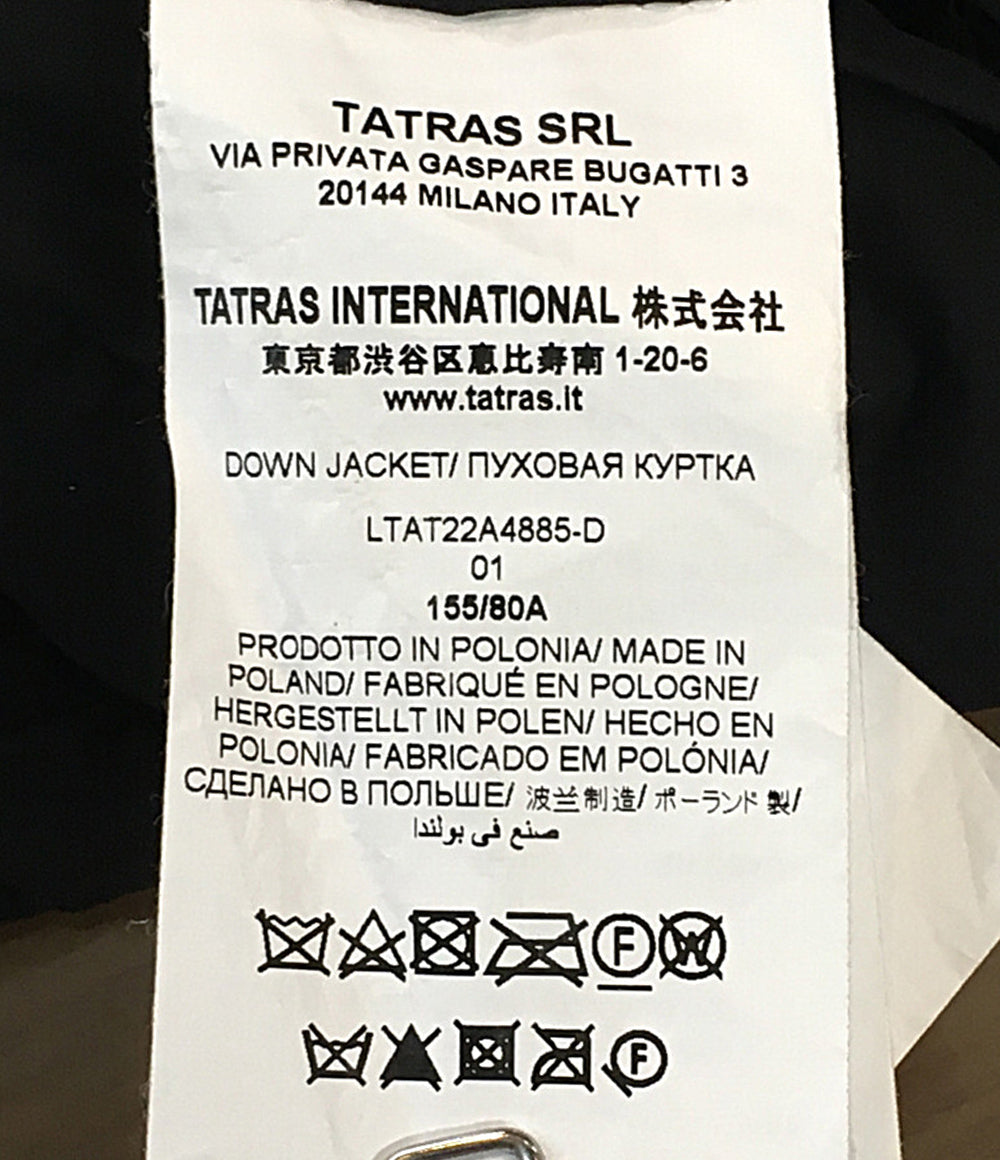 TATRAS SRL
VIA PRIVATA GASPARE BUGATTI 3
20144 MILANO ITALY
TATRAS INTERNATIONAL 株式会社
東京都渋谷区恵比寿南 1-20-6
www.tatras.it
DOWN JACKET/ ПУХОВАЯ КУРТКА
LTAT22A4885-D
01
155/80A
PRODOTTO IN POLONIA/ MADE IN
POLAND/ FABRIQUÉ EN POLOGNE/
HERGESTELLT IN POLEN/ HECHO EN
POLONIA/ FABRICADO EM POLÓNIA/
СДЕЛАНО В ПОЛЬШЕ/ 波兰制造/ ポーランド 製/
صنع في بولندا
F W
F